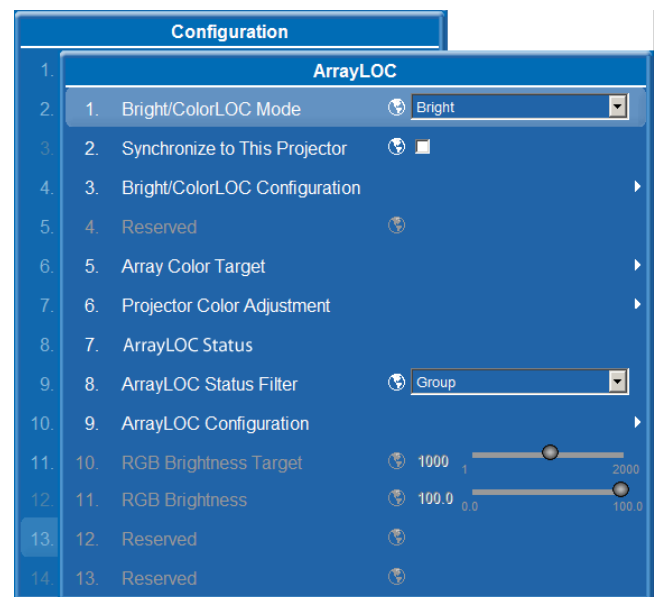 Configuration
1. ArrayLOC
2. 1. Bright/ColorLOC Mode Bright
3. 2. Synchronize to This Projector
4. 3. Bright/ColorLOC Configuration
5. 4. Reserved
6. 5. Array Color Target
7. 6. Projector Color Adjustment
8. 7. ArrayLOC Status
9. 8. ArrayLOC Status Filter Group
10. 9. ArrayLOC Configuration
11. 10. RGB Brightness Target 1000 1 2000
12. 11. RGB Brightness 100.0 0.0 100.0
13. 12. Reserved
14. 13. Reserved